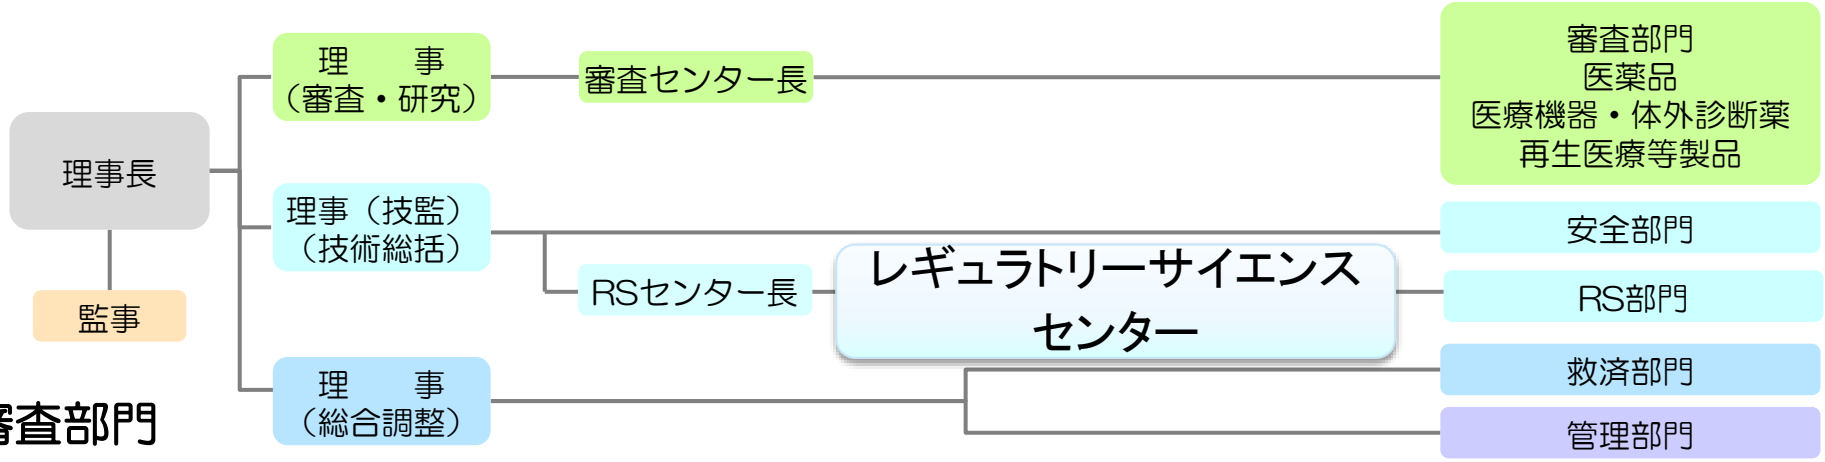 理事長
監事
理　　事
（審査・研究）
審査センター長
審査部門
医薬品
医療機器・体外診断薬
再生医療等製品
理事（技監）
（技術総括）
安全部門
RSセンター長
レギュラトリーサイエンス
センター
RS部門
理　　事
（総合調整）
救済部門
管理部門
審査部門